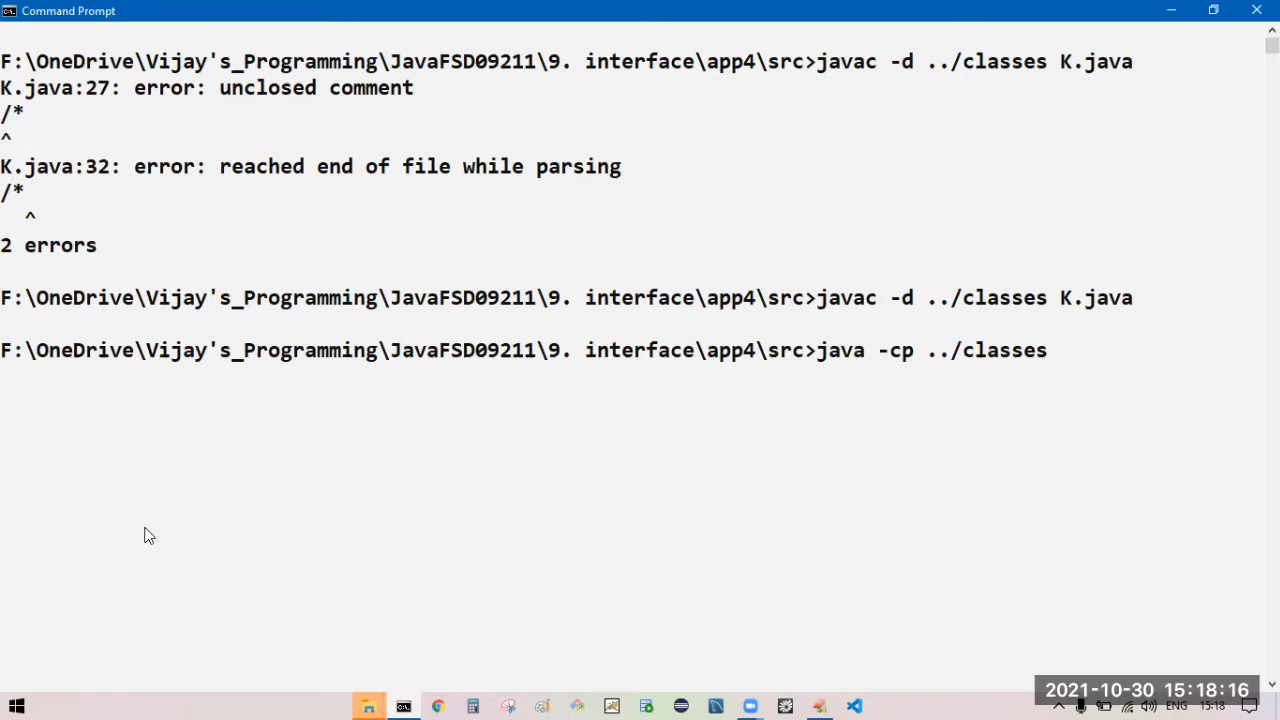 Command Prompt
F:\OneDrive\Vijay's_Programming\JavaFSD09211\9. interface\app4\src>javac -d ../classes K.java
K.java:27: error: unclosed comment
/*
^
K.java:32: error: reached end of file while parsing
/*
  ^
2 errors
F:\OneDrive\Vijay's_Programming\JavaFSD09211\9. interface\app4\src>javac -d ../classes K.java
F:\OneDrive\Vijay's_Programming\JavaFSD09211\9. interface\app4\src>java -cp ../classes
2021-10-30 15:18:16
ENG 15:18